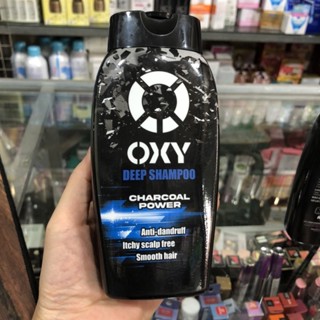 OXY
DEEP SHAMPOO
CHARCOAL
POWER
Anti-dandruff
Itchy scalp free
Smooth hair